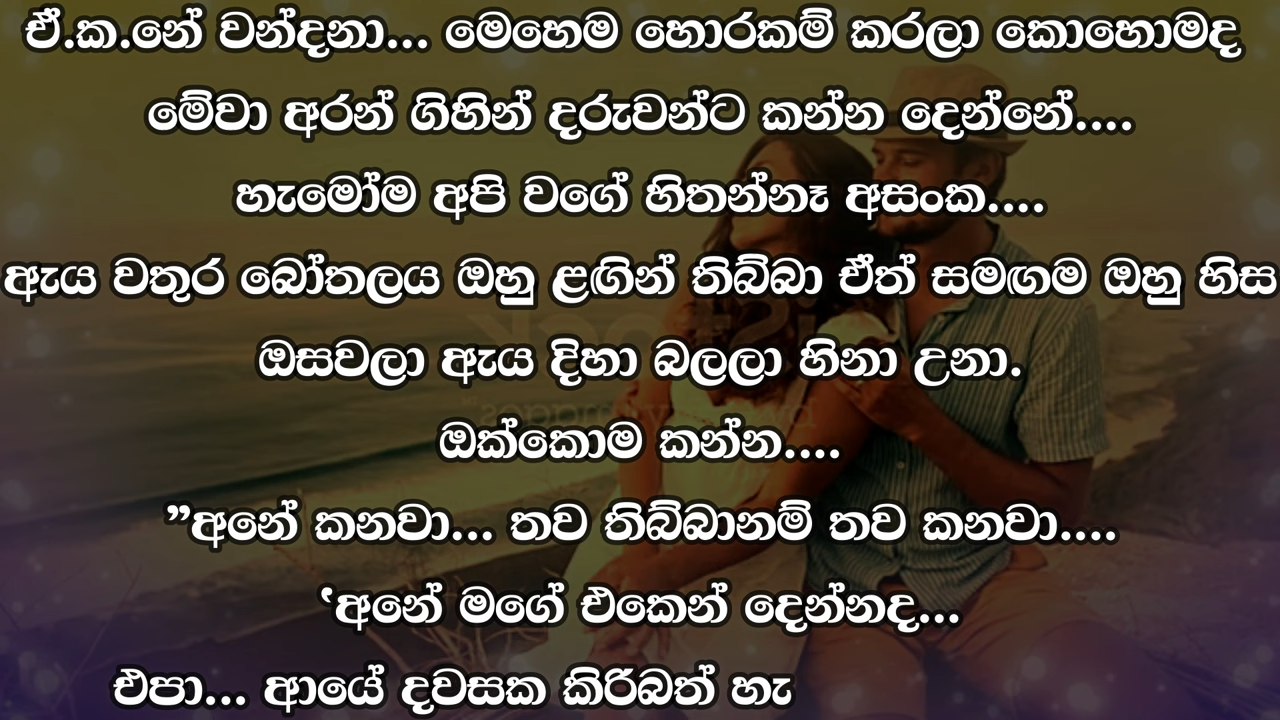 ඒ.ක.නේ වන්දනා... මෙහෙම හොරකම් කරලා කොහොමද
මේවා අරන් ගිහින් දරුවන්ට කන්න දෙන්නේ....
හැමෝම අපි වගේ හිතන්නෑ අසංක....
ඇය වතුර බෝතලය ඔහු ළඟින් තිබ්බා ඒත් සමඟම ඔහු හිස
ඔසවලා ඇය දිහා බලලා හිනා උනා.
ඔක්කොම කන්න....
”අනේ කනවා... තව තිබ්බානම් තව කනවා....
‛අනේ මගේ එකෙන් දෙන්නද...
එපා... ආයේ දවසක කිරිබත් හැ